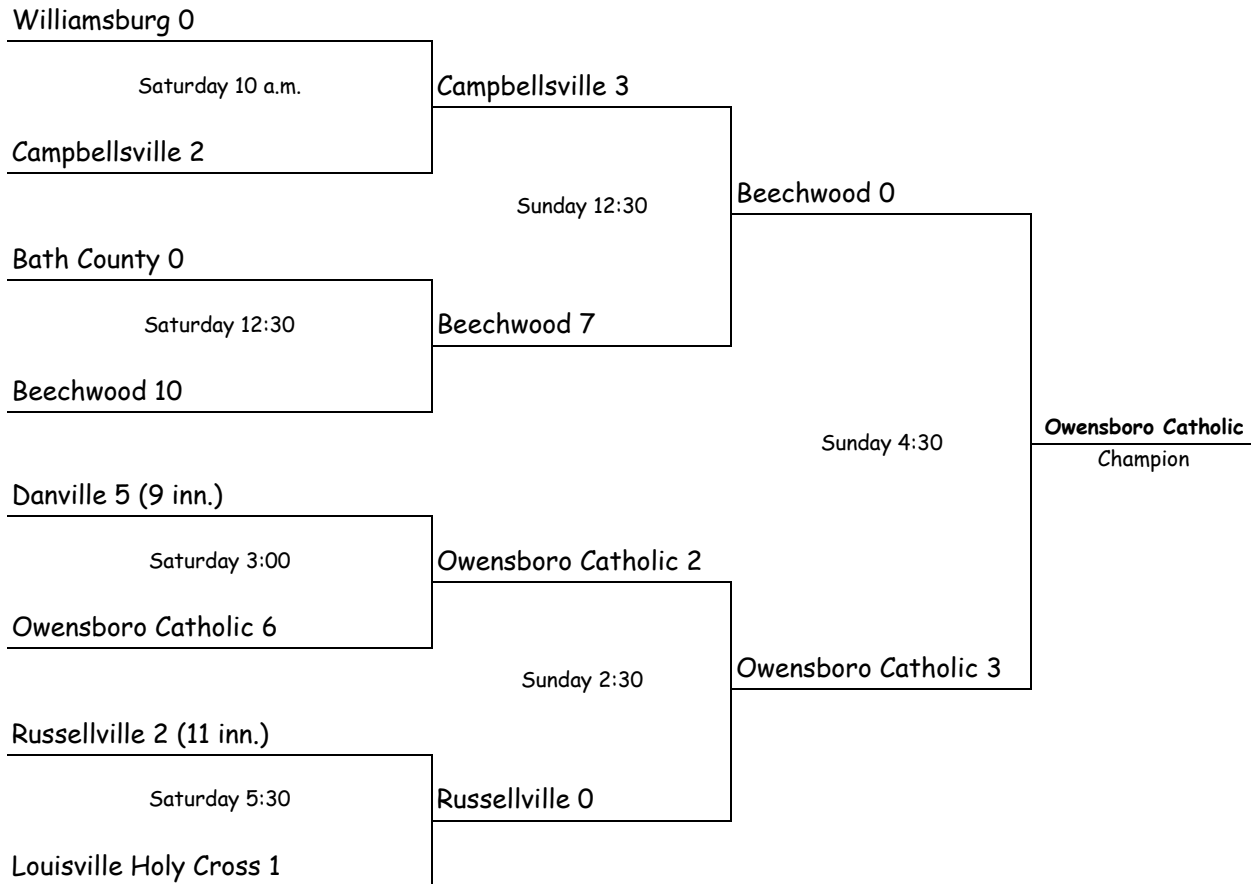 Williamsburg 0
Saturday 10 a.m.
Campbellsville 3
Campbellsville 2
Sunday 12:30
Beechwood 0
Bath County 0
Saturday 12:30
Beechwood 7
Beechwood 10
Sunday 4:30
Owensboro Catholic
Champion
Danville 5 (9 inn.)
Saturday 3:00
Owensboro Catholic 2
Owensboro Catholic 6
Sunday 2:30
Owensboro Catholic 3
Russellville 2 (11 inn.)
Saturday 5:30
Russellville 0
Louisville Holy Cross 1